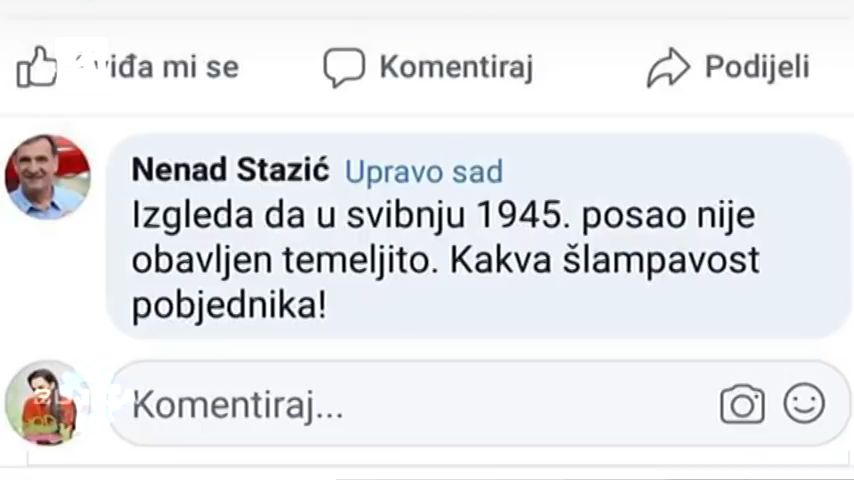 mi se
Komentiraj
Podijeli
Nenad Stazić Upravo sad
Izgleda da u svibnju 1945. posao nije
obavljen temeljito. Kakva šlampavost
pobjednika!
Komentiraj...